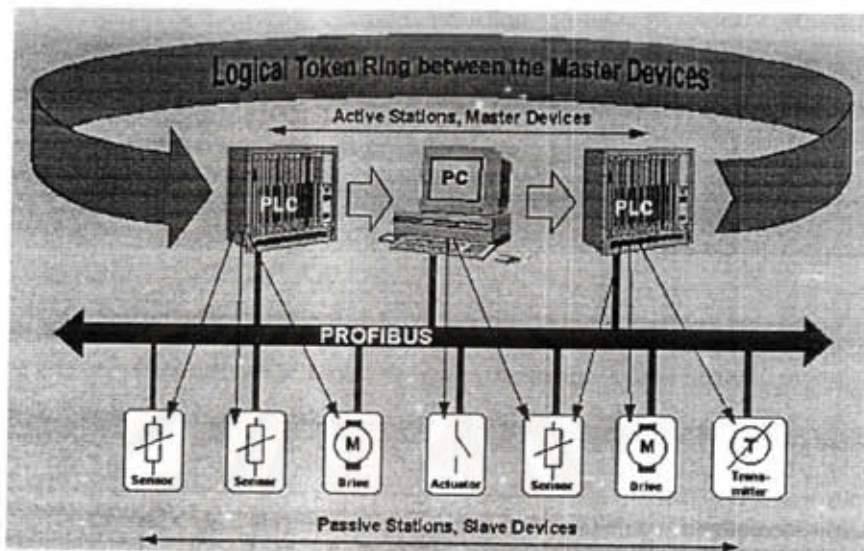 Logical Token Ring between the Master Devices
Active Stations, Master Devices
PLC
PC
PLC
PROFIBUS
Sensor
Sensor
Drive
Actuator
Sensor
Drive
Trans-
mitter
M
M
T
Passive Stations, Slave Devices